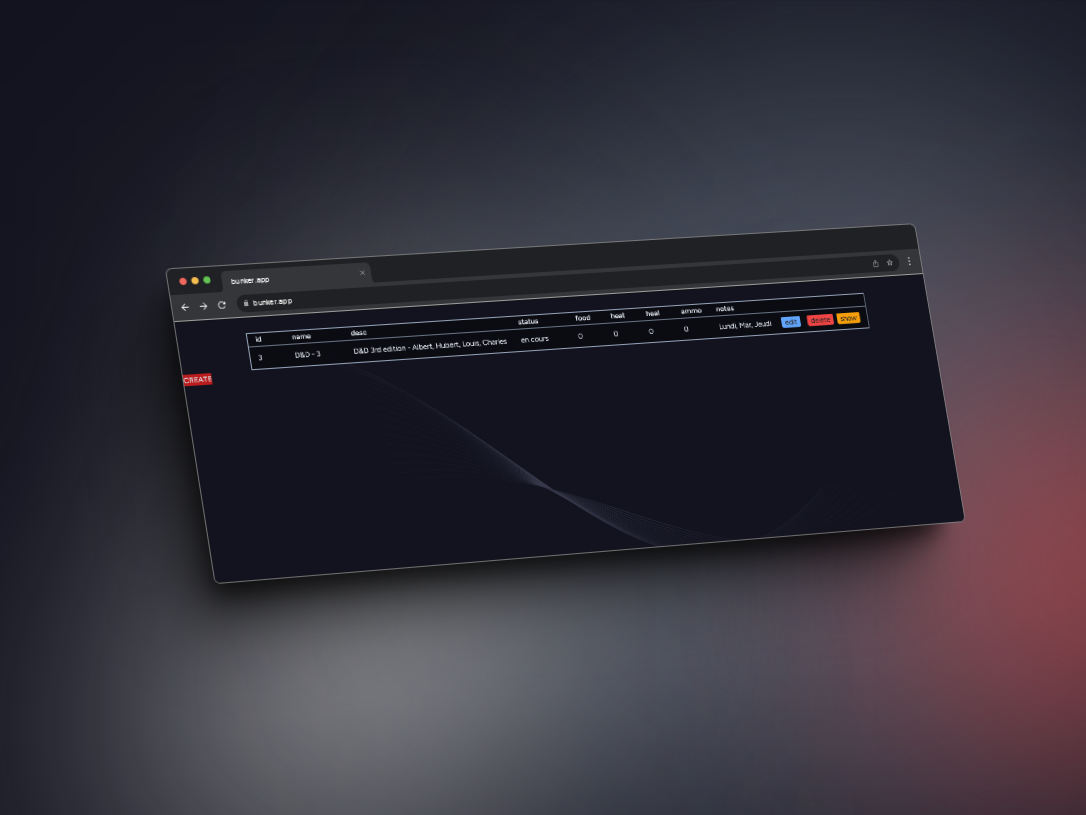 bunker.app
bunker.app
id name desc status food heat heal ammo notes
3 D&D - 3 D&D 3rd edition - Albert, Hubert, Louis, Charles en cours 0 0 0 0 Lundi, Mar, Jeudi edit delete show
CREATE